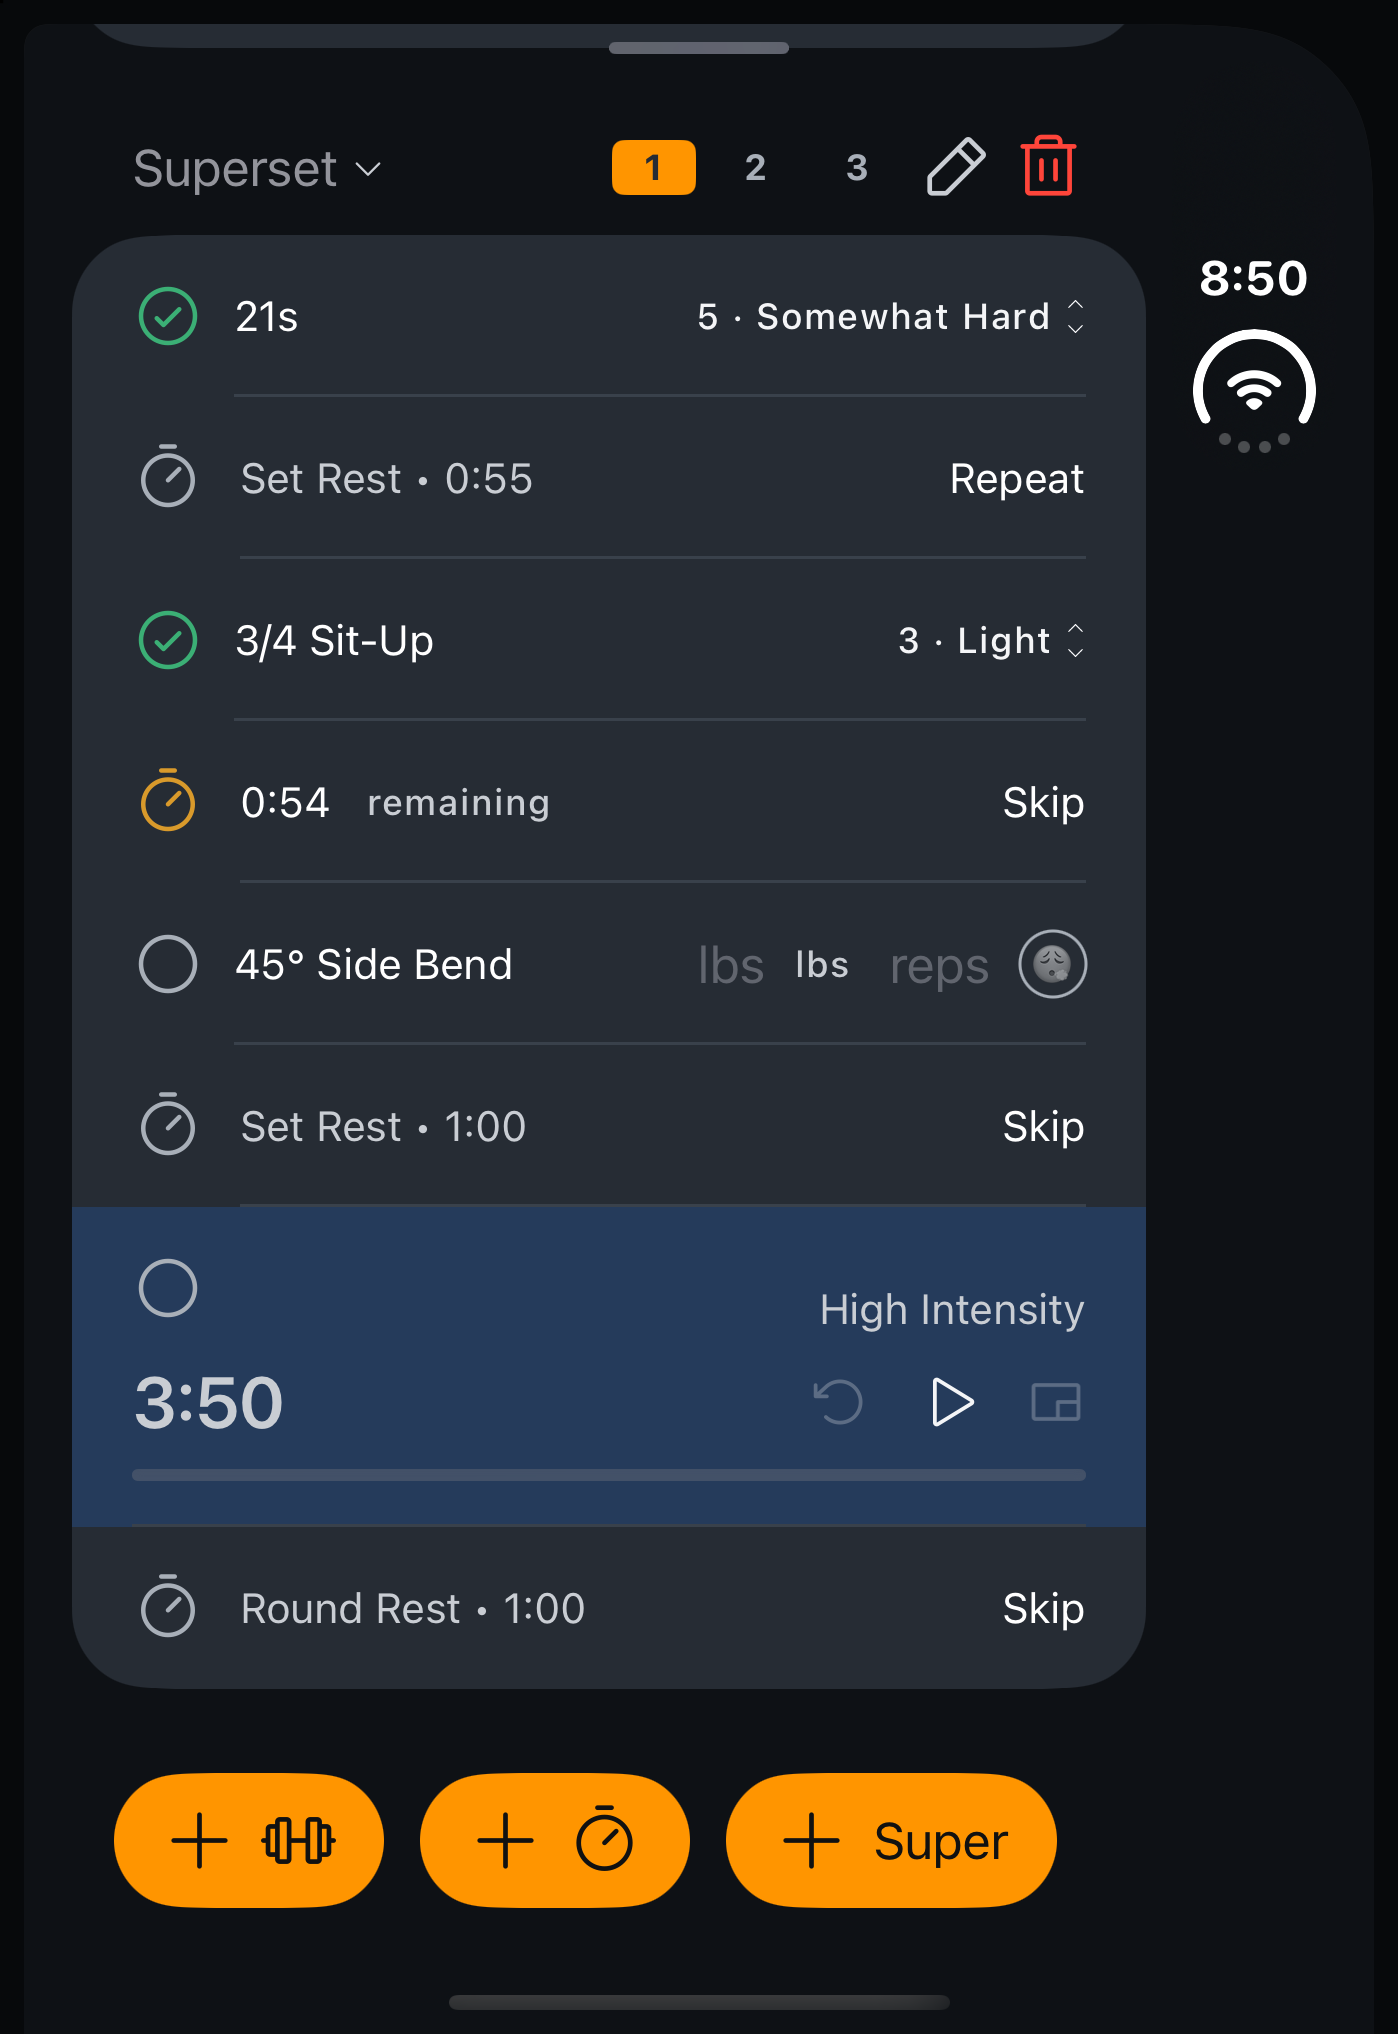 Superset 1 2 3
8:50
21s 5 · Somewhat Hard
Set Rest • 0:55 Repeat
3/4 Sit-Up 3 · Light
0:54 remaining Skip
45° Side Bend lbs lbs reps
Set Rest • 1:00 Skip
High Intensity
3:50
Round Rest • 1:00 Skip
Super